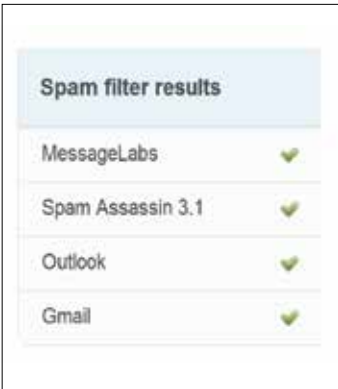 Spam filter results
MessageLabs
Spam Assassin 3.1
Outlook
Gmail